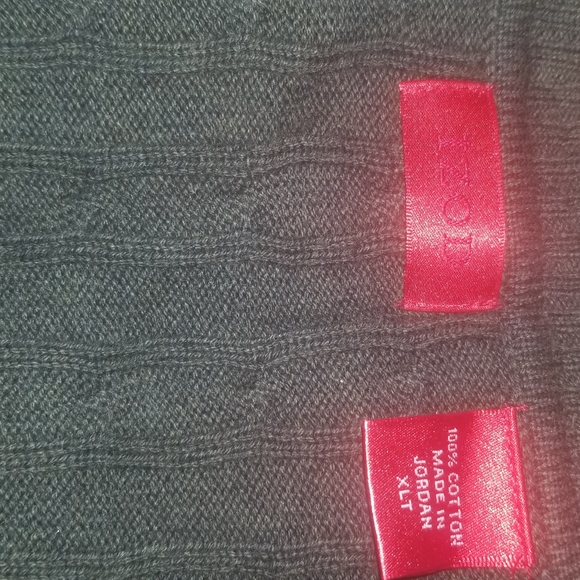 IZOD
100% COTTON
MADE IN
JORDAN
XLT